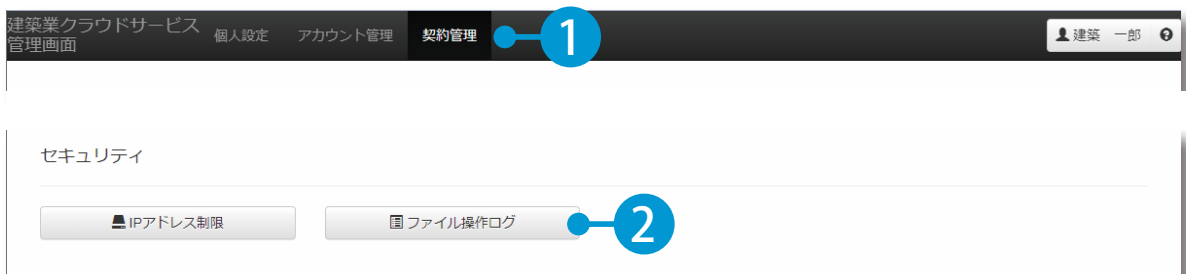 建築業クラウドサービス
管理画面
個人設定 アカウント管理 契約管理 1 建築 一郎
セキュリティ
IPアドレス制限 ファイル操作ログ 2